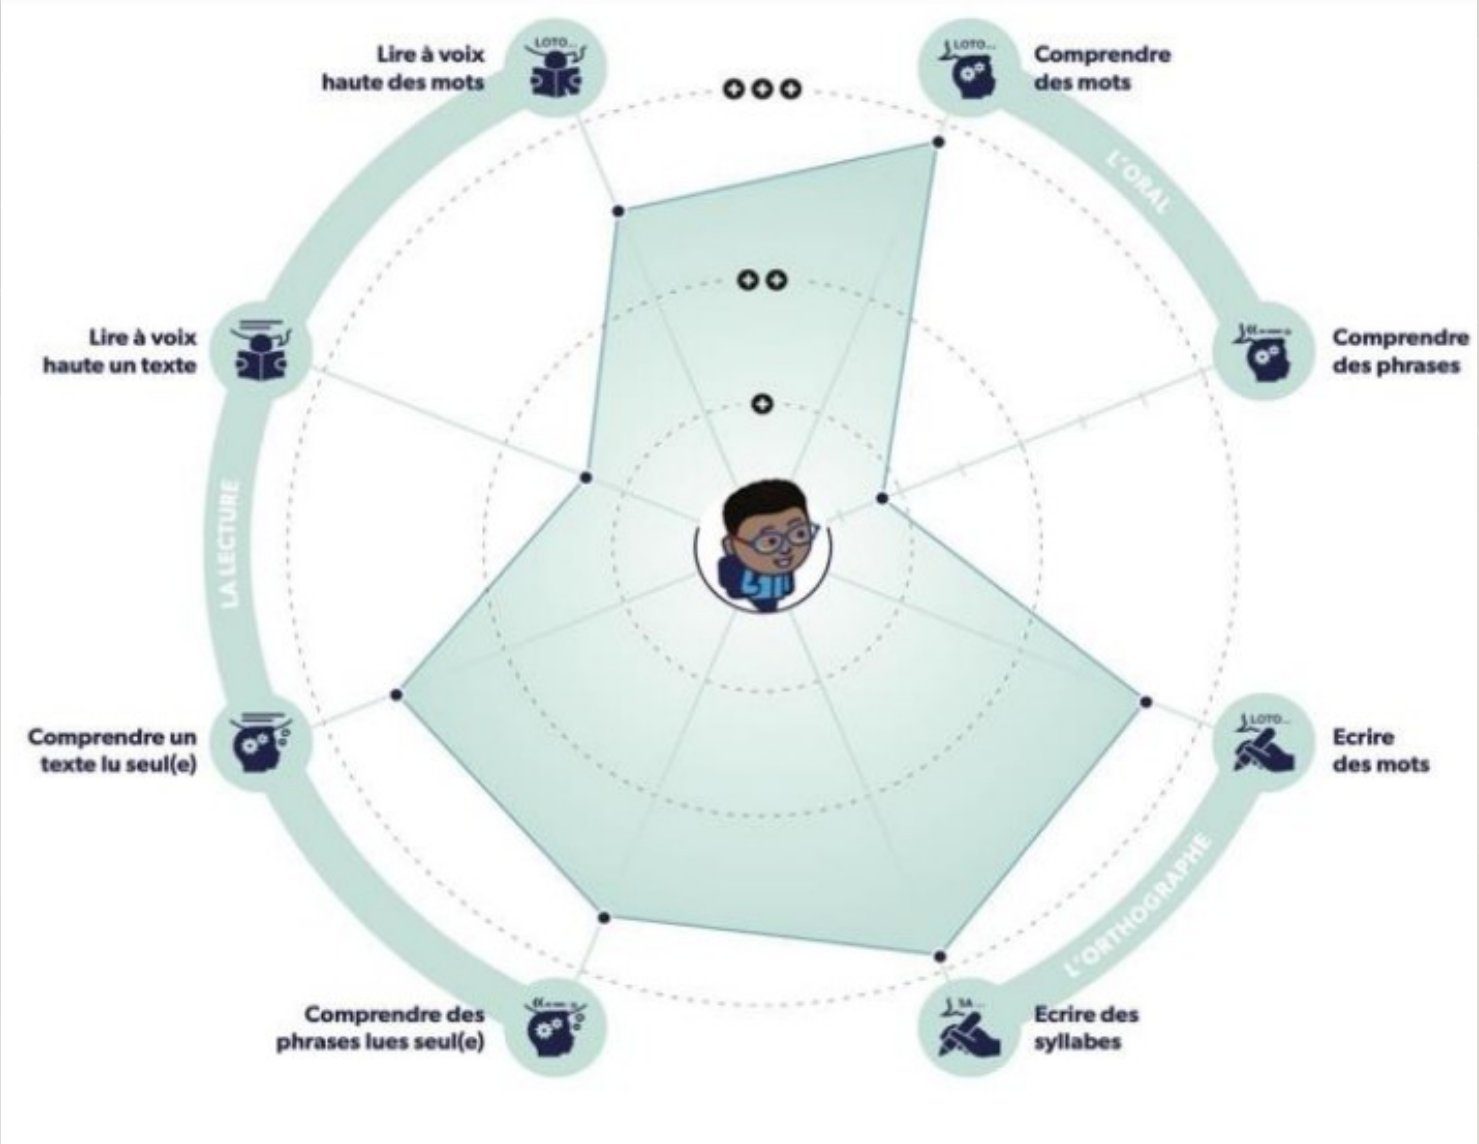 Lire à voix
haute des mots
LOTO...
LOTO...
Comprendre
des mots
L'ORAL
Lire à voix
haute un texte
Comprendre
des phrases
LA LECTURE
Comprendre un
texte lu seul(e)
LOTO...
Ecrire
des mots
L'ORTHOGRAPHE
Comprendre des
phrases lues seul(e)
SA...
Ecrire des
syllabes